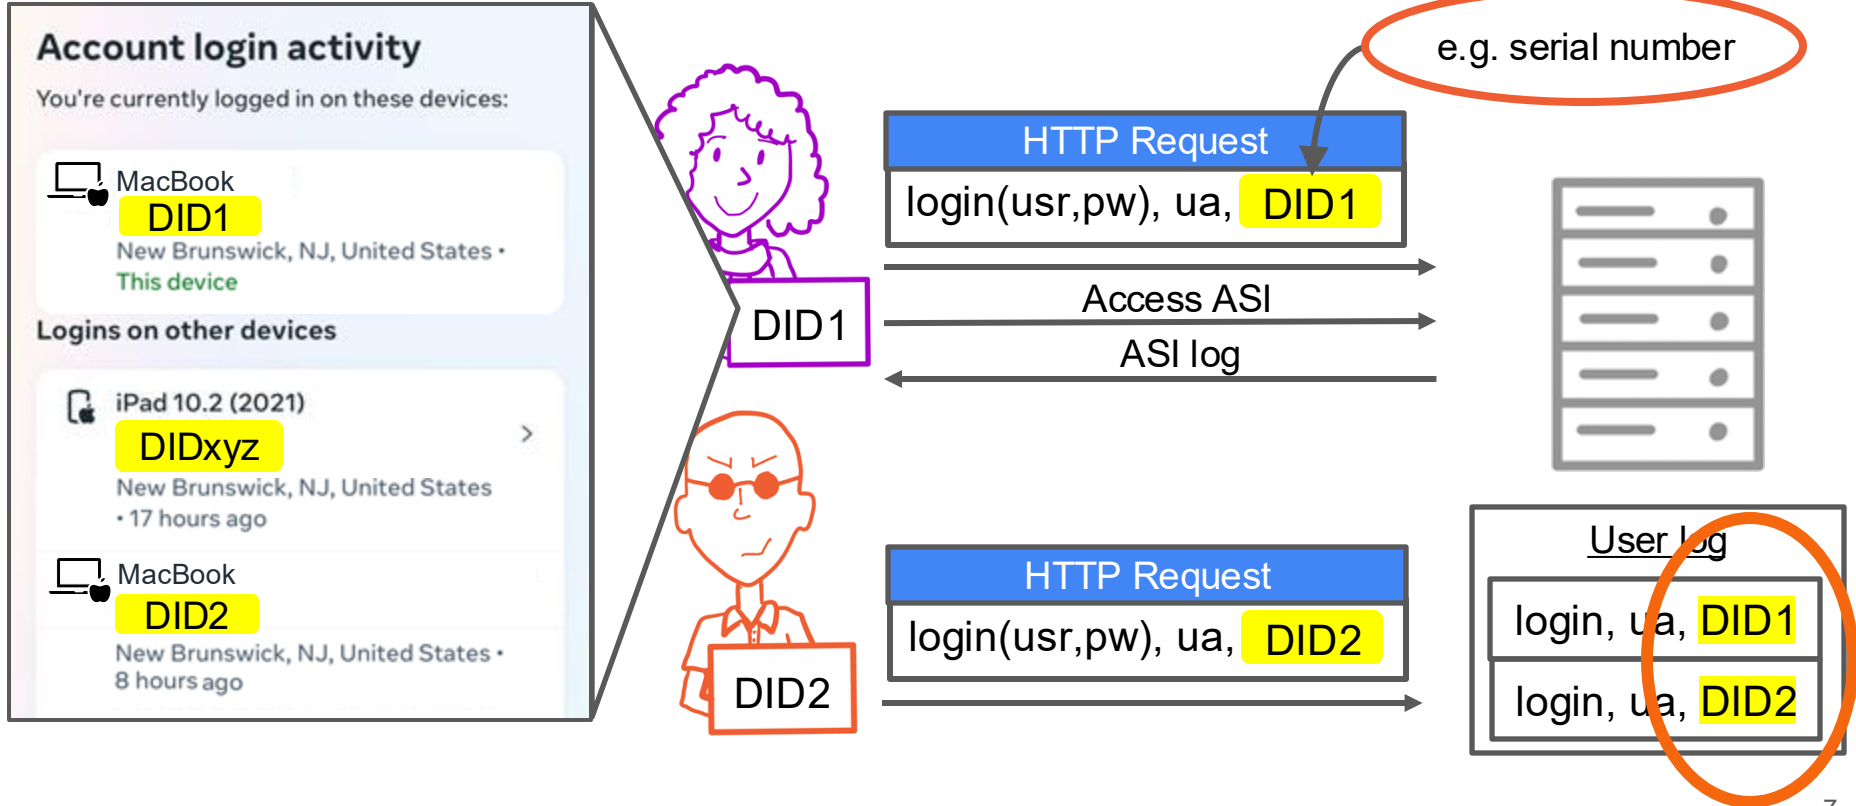 Account login activity
You're currently logged in on these devices:
MacBook
DID1
New Brunswick, NJ, United States •
This device
Logins on other devices
iPad 10.2 (2021)
DIDxyz
New Brunswick, NJ, United States
• 17 hours ago
MacBook
DID2
New Brunswick, NJ, United States •
8 hours ago
DID1
DID2
e.g. serial number
HTTP Request
login(usr,pw), ua, DID1
Access ASI
ASI log
HTTP Request
login(usr,pw), ua, DID2
User log
login, ua, DID1
login, ua, DID2